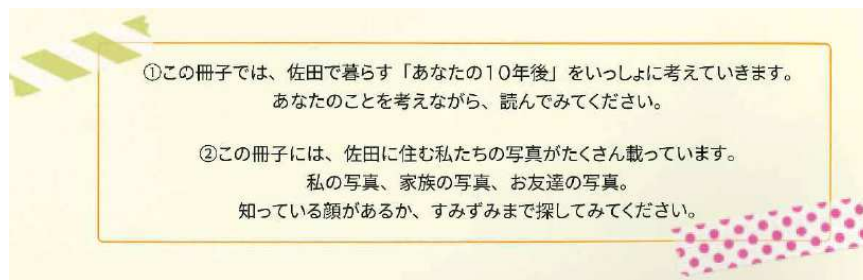 ①この冊子では、佐田で暮らす「あなたの１０年後」をいっしょに考えていきます。
あなたのことを考えながら、読んでみてください。
②この冊子には、佐田に住む私たちの写真がたくさん載っています。
私の写真、家族の写真、お友達の写真。
知っている顔があるか、すみずみまで探してみてください。